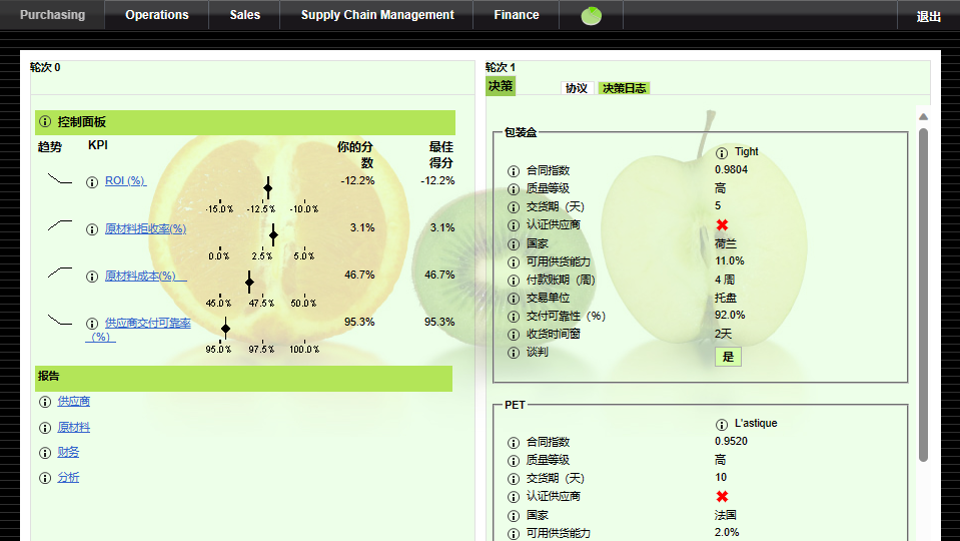 Purchasing Operations Sales Supply Chain Management Finance 退出
轮次 0
控制面板
趋势 KPI 你的分数 最佳得分
ROI (%) -12.2% -12.2%
-15.0% -12.5% -10.0%
原材料拒收率(%) 3.1% 3.1%
0.0% 2.5% 5.0%
原材料成本(%) 46.7% 46.7%
45.0% 47.5% 50.0%
供应商交付可靠率(%) 95.3% 95.3%
95.0% 97.5% 100.0%
报告
供应商
原材料
财务
分析
轮次 1
决策
协议 决策日志
包装盒
Tight
合同指数 0.9804
质量等级 高
交货期（天） 5
认证供应商
国家 荷兰
可用供货能力 11.0%
付款账期（周） 4 周
交易单位 托盘
交付可靠性（%） 92.0%
收货时间窗 2天
谈判 是
PET
L'astique
合同指数 0.9520
质量等级 高
交货期（天） 10
认证供应商
国家 法国
可用供货能力 2.0%